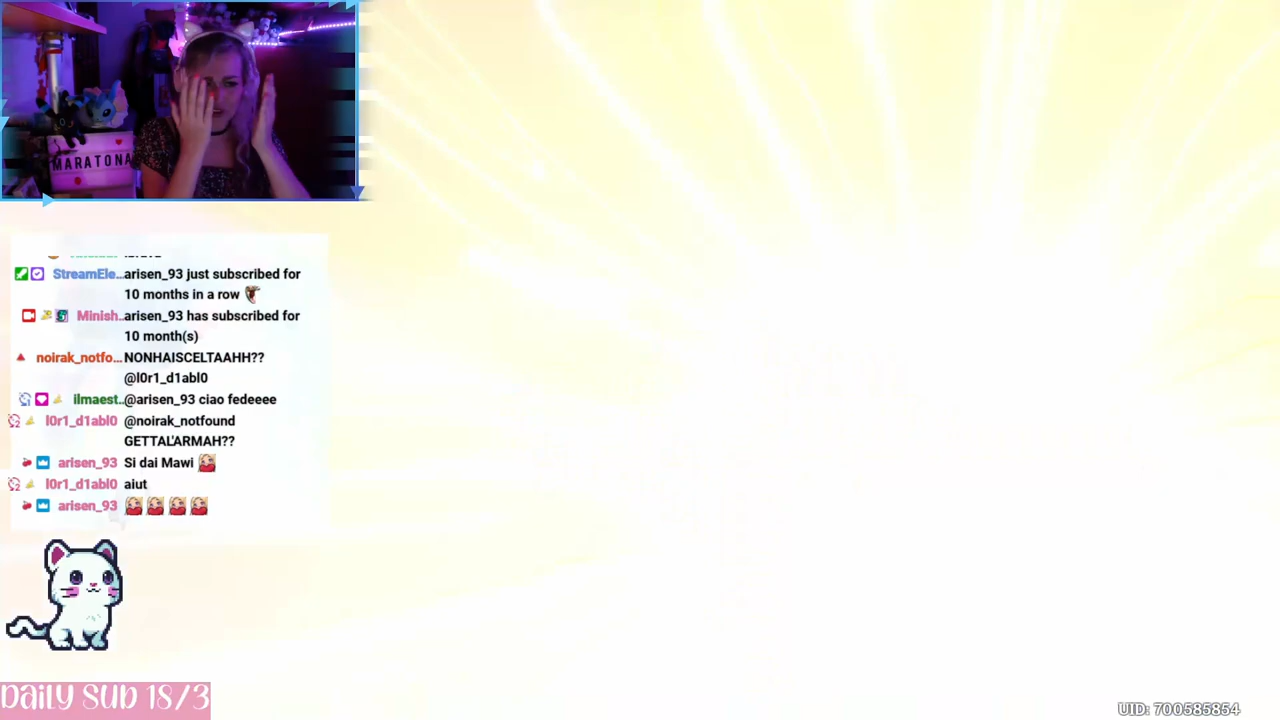 MARATONA
StreamEle...arisen_93 just subscribed for
10 months in a row
Minish..arisen_93 has subscribed for
10 month(s)
noirak_notfo...NONHAISCELTAAHH??
@l0r1_d1abl0
ilmaest..@arisen_93 ciao fedeeee
l0r1_d1abl0 @noirak_notfound
GETTAL'ARMAH??
arisen_93 Si dai Mawi
l0r1_d1abl0 aiut
arisen_93
Daily Sub 18/3
UID: 700585854